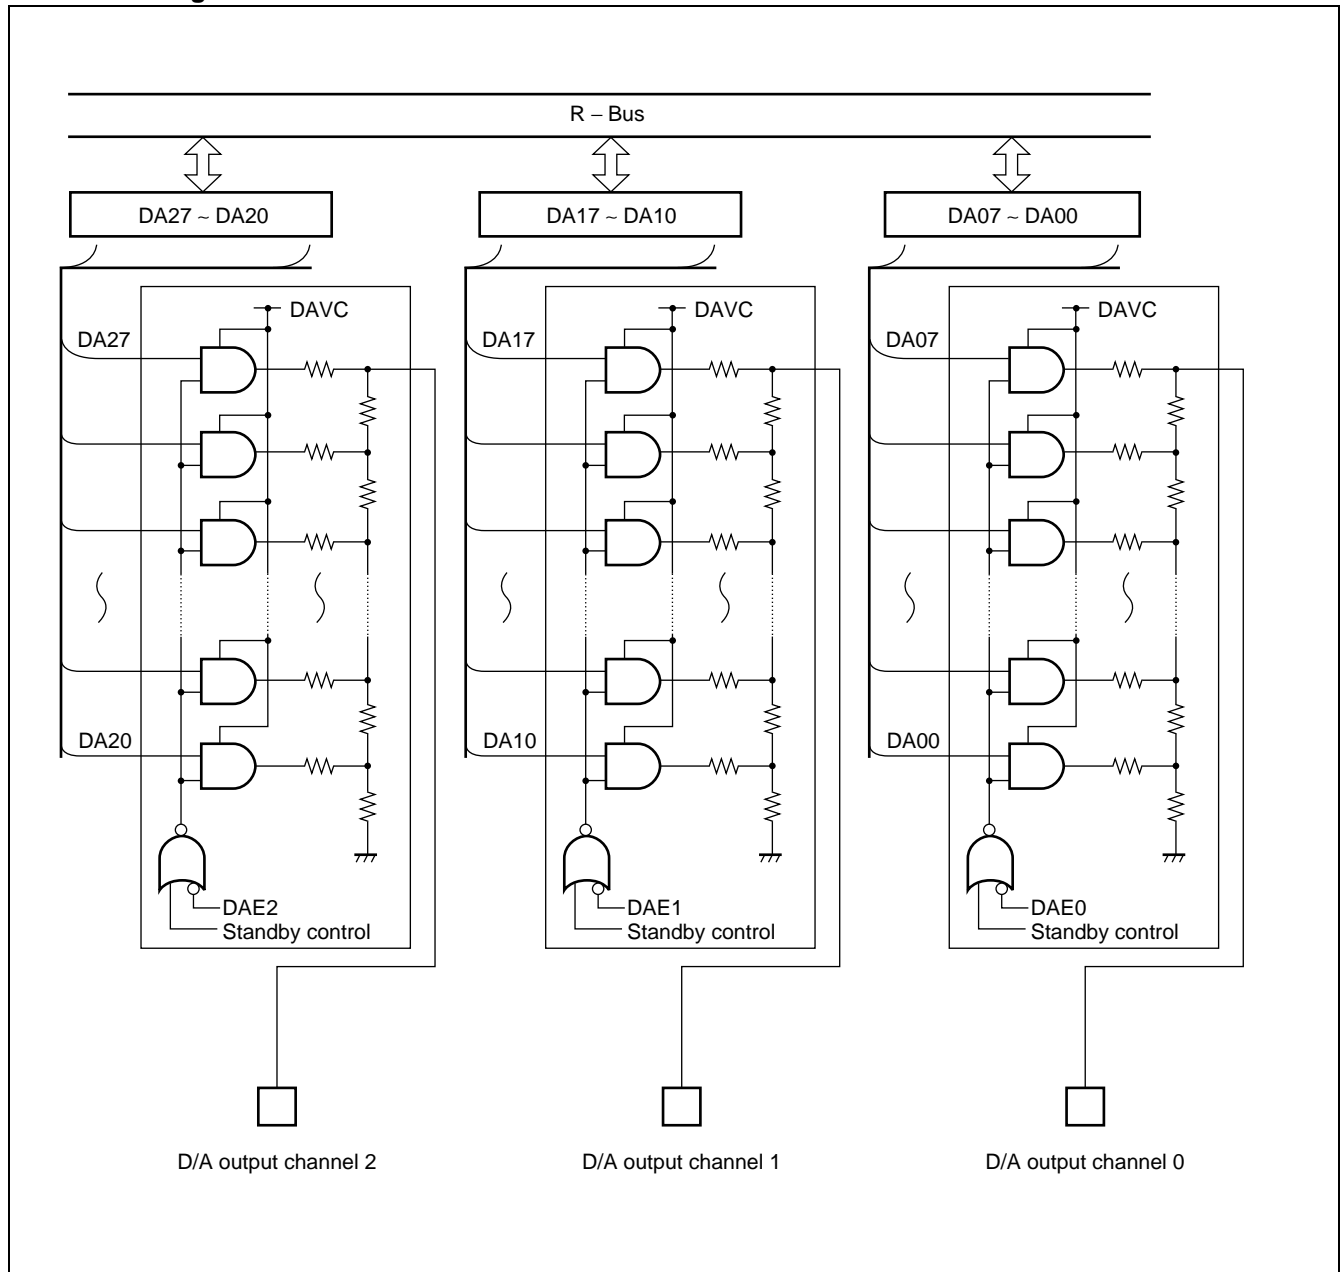 R – Bus
DA27 ~ DA20
DA17 ~ DA10
DA07 ~ DA00
DAVC
DAVC
DAVC
DA27
DA17
DA07
DA20
DA10
DA00
DAE2
Standby control
DAE1
Standby control
DAE0
Standby control
D/A output channel 2
D/A output channel 1
D/A output channel 0